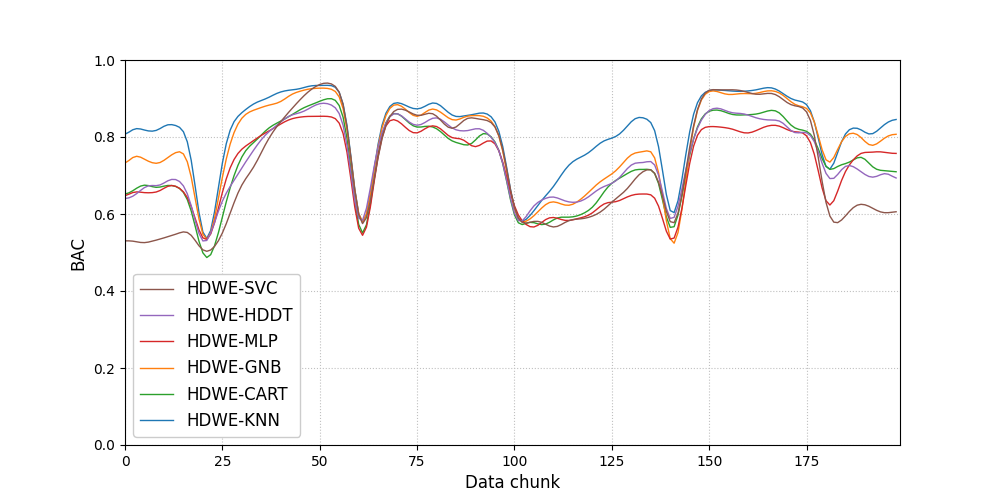 1.0
0.8
0.6
0.4
0.2
0.0
BAC
HDWE-SVC
HDWE-HDDT
HDWE-MLP
HDWE-GNB
HDWE-CART
HDWE-KNN
0 25 50 75 100 125 150 175
Data chunk